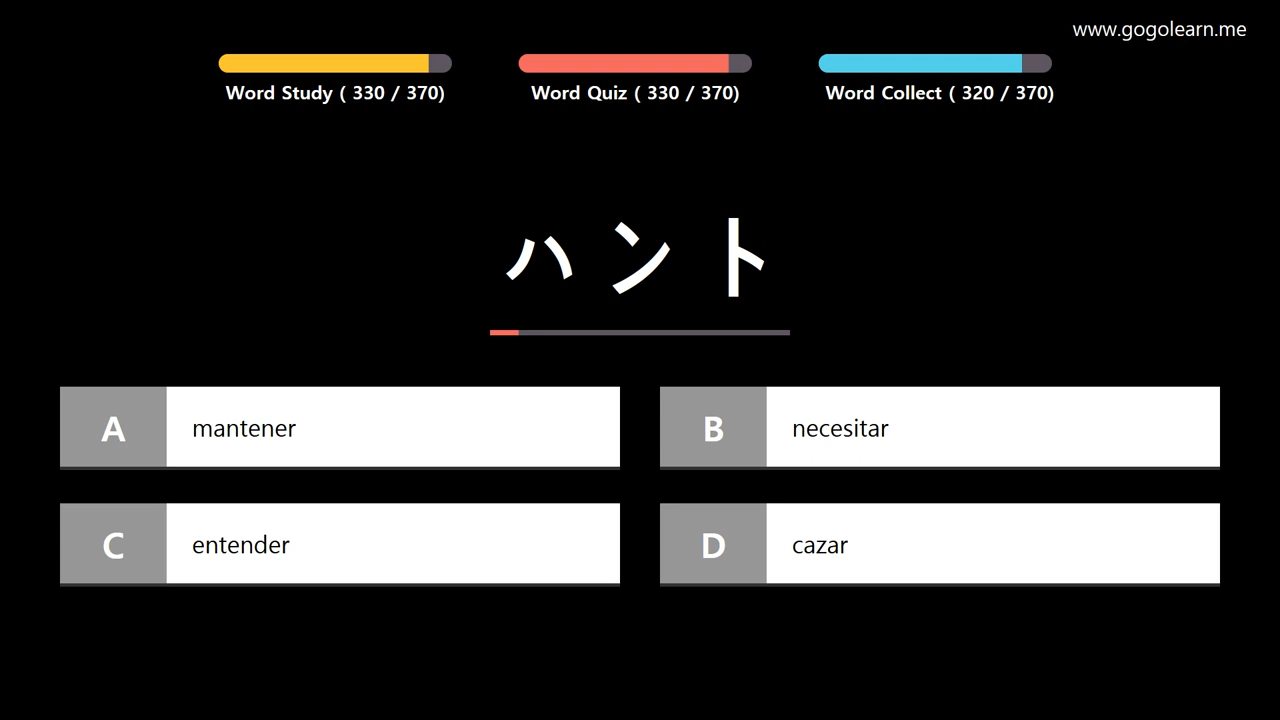 www.gogolearn.me
Word Study ( 330 / 370)
Word Quiz ( 330 / 370)
Word Collect ( 320 / 370)
ハント
A mantener
B necesitar
C entender
D cazar